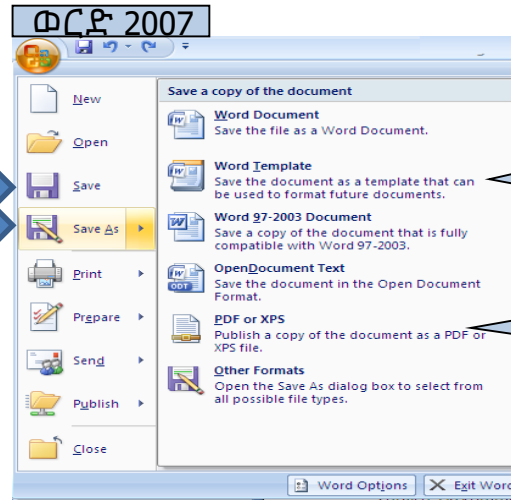 ወርድ 2007
Save a copy of the document
New
Open
Save
Save As
Print
Prepare
Send
Publish
Close
Word Document
Save the file as a Word Document.
Word Template
Save the document as a template that can
be used to format future documents.
Word 97-2003 Document
Save a copy of the document that is fully
compatible with Word 97-2003.
OpenDocument Text
Save the document in the Open Document
Format.
PDF or XPS
Publish a copy of the document as a PDF or
XPS file.
Other Formats
Open the Save As dialog box to select from
all possible file types.
Word Options
Exit Word